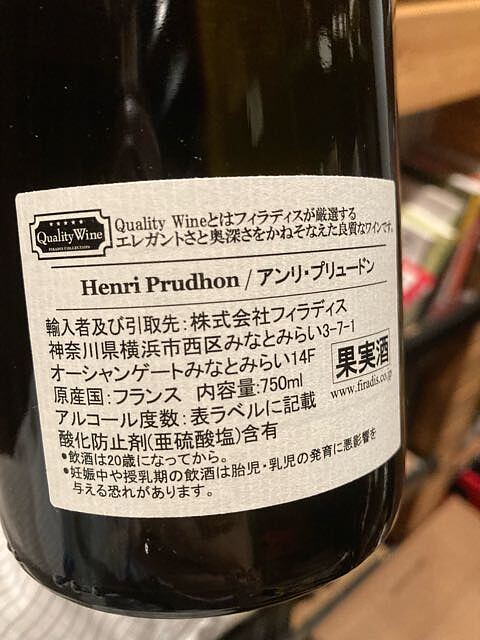 ★★★★★
Quality Wine
FIRADIS COLLECTION
Quality Wineとはフィラディスが厳選する
エレガントさと奥深さをかねそなえた良質なワインです。
Henri Prudhon / アンリ・プリュードン
輸入者及び引取先：株式会社フィラディス
神奈川県横浜市西区みなとみらい3-7-1
オーシャンゲートみなとみらい14F
原産国：フランス 内容量：750ml
果実酒
www.firadis.co.jp
アルコール度数：表ラベルに記載
酸化防止剤(亜硫酸塩)含有
●飲酒は20歳になってから。
●妊娠中や授乳期の飲酒は胎児・乳児の発育に悪影響を
与える恐れがあります。